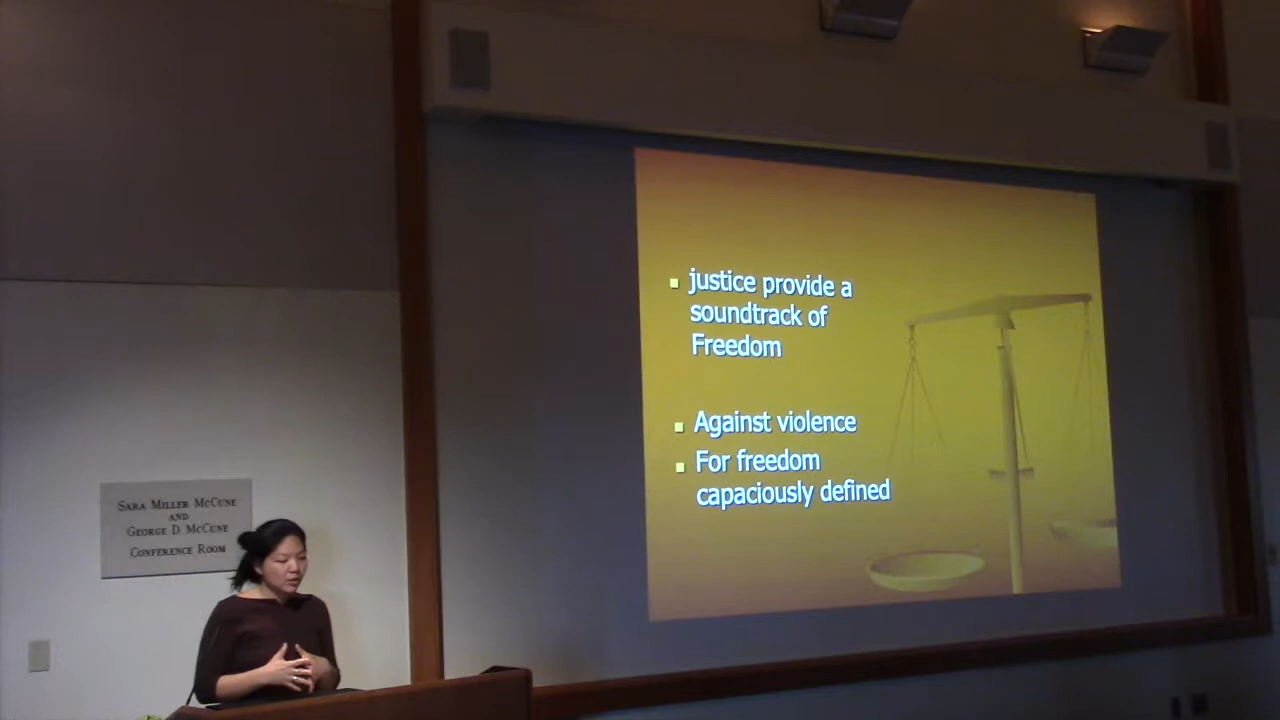 justice provide a
soundtrack of
Freedom
Against violence
For freedom
capaciously defined
SARA MILLER MCCUNE
AND
GEORGE D. MCCUNE
CONFERENCE ROOM